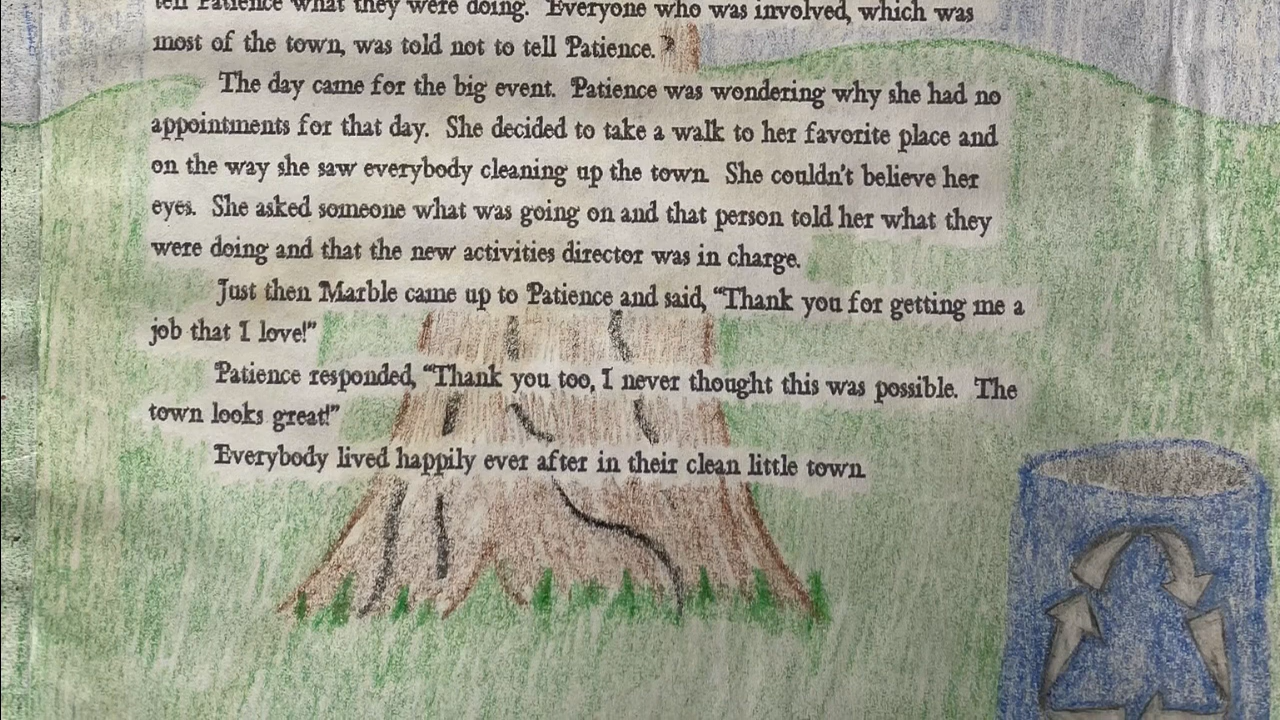 tell Patience what they were doing.  Everyone who was involved, which was
most of the town, was told not to tell Patience.
The day came for the big event.  Patience was wondering why she had no
appointments for that day.  She decided to take a walk to her favorite place and
on the way she saw everybody cleaning up the town  She couldn't believe her
eyes.  She asked someone what was going on and that person told her what they
were doing and that the new activities director was in charge.
Just then Marble came up to Patience and said, “Thank you for getting me a
job that I love!”
Patience responded, “Thank you too, I never thought this was possible.  The
town looks great!”
Everybody lived happily ever after in their clean little town